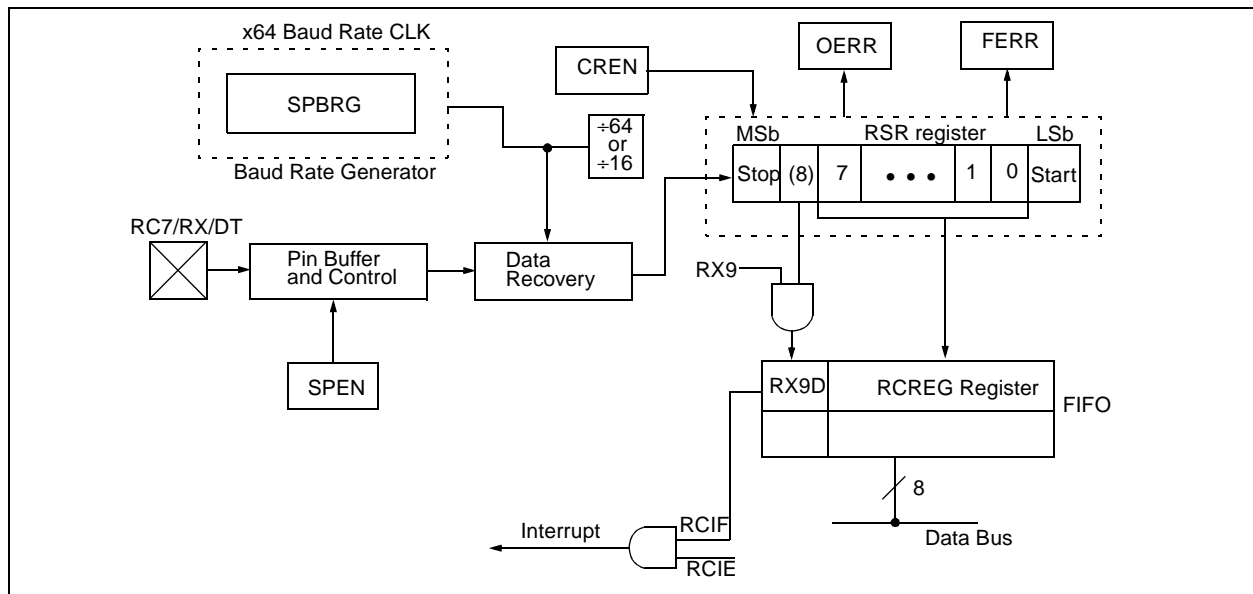 x64 Baud Rate CLK
SPBRG
Baud Rate Generator
CREN
OERR
FERR
÷64
or
÷16
MSb
RSR register
LSb
Stop
(8)
7
• • •
1
0
Start
RC7/RX/DT
Pin Buffer
and Control
Data
Recovery
RX9
SPEN
RX9D
RCREG Register
FIFO
8
Interrupt
RCIF
RCIE
Data Bus